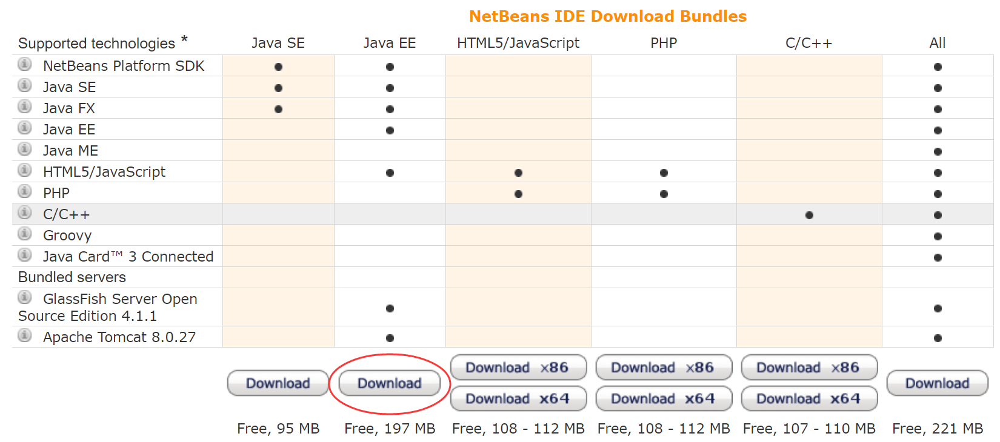 NetBeans IDE Download Bundles
Supported technologies * Java SE Java EE HTML5/JavaScript PHP C/C++ All
NetBeans Platform SDK ● ● ●
Java SE ● ● ●
Java FX ● ● ●
Java EE ● ●
Java ME ●
HTML5/JavaScript ● ● ● ●
PHP ● ● ●
C/C++ ● ●
Groovy ●
Java Card™ 3 Connected ●
Bundled servers
GlassFish Server Open
Source Edition 4.1.1 ● ●
Apache Tomcat 8.0.27 ● ●
Download x86 Download x86 Download x86
Download Download Download
Download x64 Download x64 Download x64
Free, 95 MB Free, 197 MB Free, 108 - 112 MB Free, 108 - 112 MB Free, 107 - 110 MB Free, 221 MB